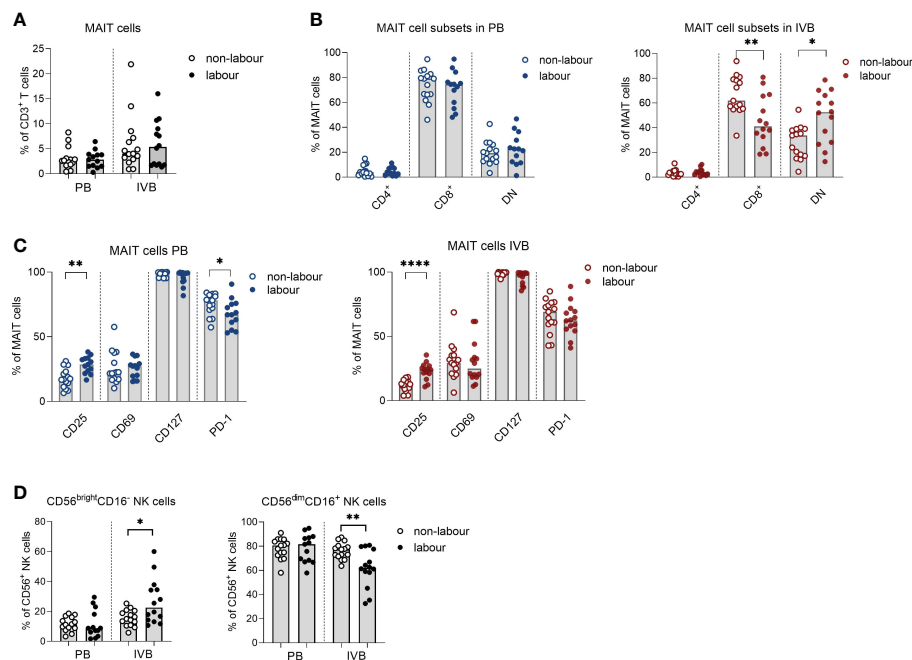 A
MAIT cells
% of CD3⁺ T cells
25
20
15
10
5
0
PB
IVB
non-labour
labour
B
MAIT cell subsets in PB
% of MAIT cells
100
80
60
40
20
0
CD4⁺
CD8⁺
DN
non-labour
labour
MAIT cell subsets in IVB
% of MAIT cells
100
80
60
40
20
0
**
*
CD4⁺
CD8⁺
DN
non-labour
labour
C
MAIT cells PB
% of MAIT cells
100
50
0
**
*
CD25
CD69
CD127
PD-1
non-labour
labour
MAIT cells IVB
% of MAIT cells
100
50
0
****
CD25
CD69
CD127
PD-1
non-labour
labour
D
CD56ᵇʳⁱᵍʰᵗCD16⁻ NK cells
% of CD56⁺ NK cells
80
60
40
20
0
*
PB
IVB
CD56ᵈⁱᵐCD16⁺ NK cells
% of CD56⁺ NK cells
100
80
60
40
20
0
**
PB
IVB
non-labour
labour